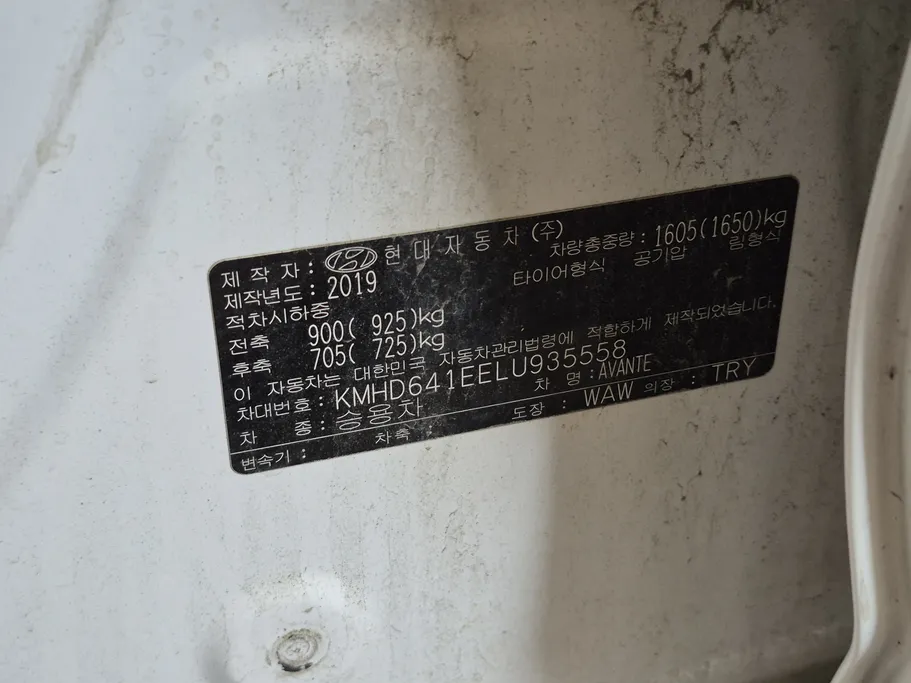 제 작 자 : 현 대 자 동 차 (주) 차량총중량 : 1605(1650)kg
제작년도 : 2019 타이어형식 공기압 림형식
적차시하중
전축 900( 925)kg
후축 705( 725)kg
이 자동차는 대한민국 자동차관리법령에 적합하게 제작되었습니다.
차대번호 : KMHD641EELU935558
차 종 : 승용차 차 명 : AVANTE
변속기 : 차축 : 도장 : WAW 의장 : TRY